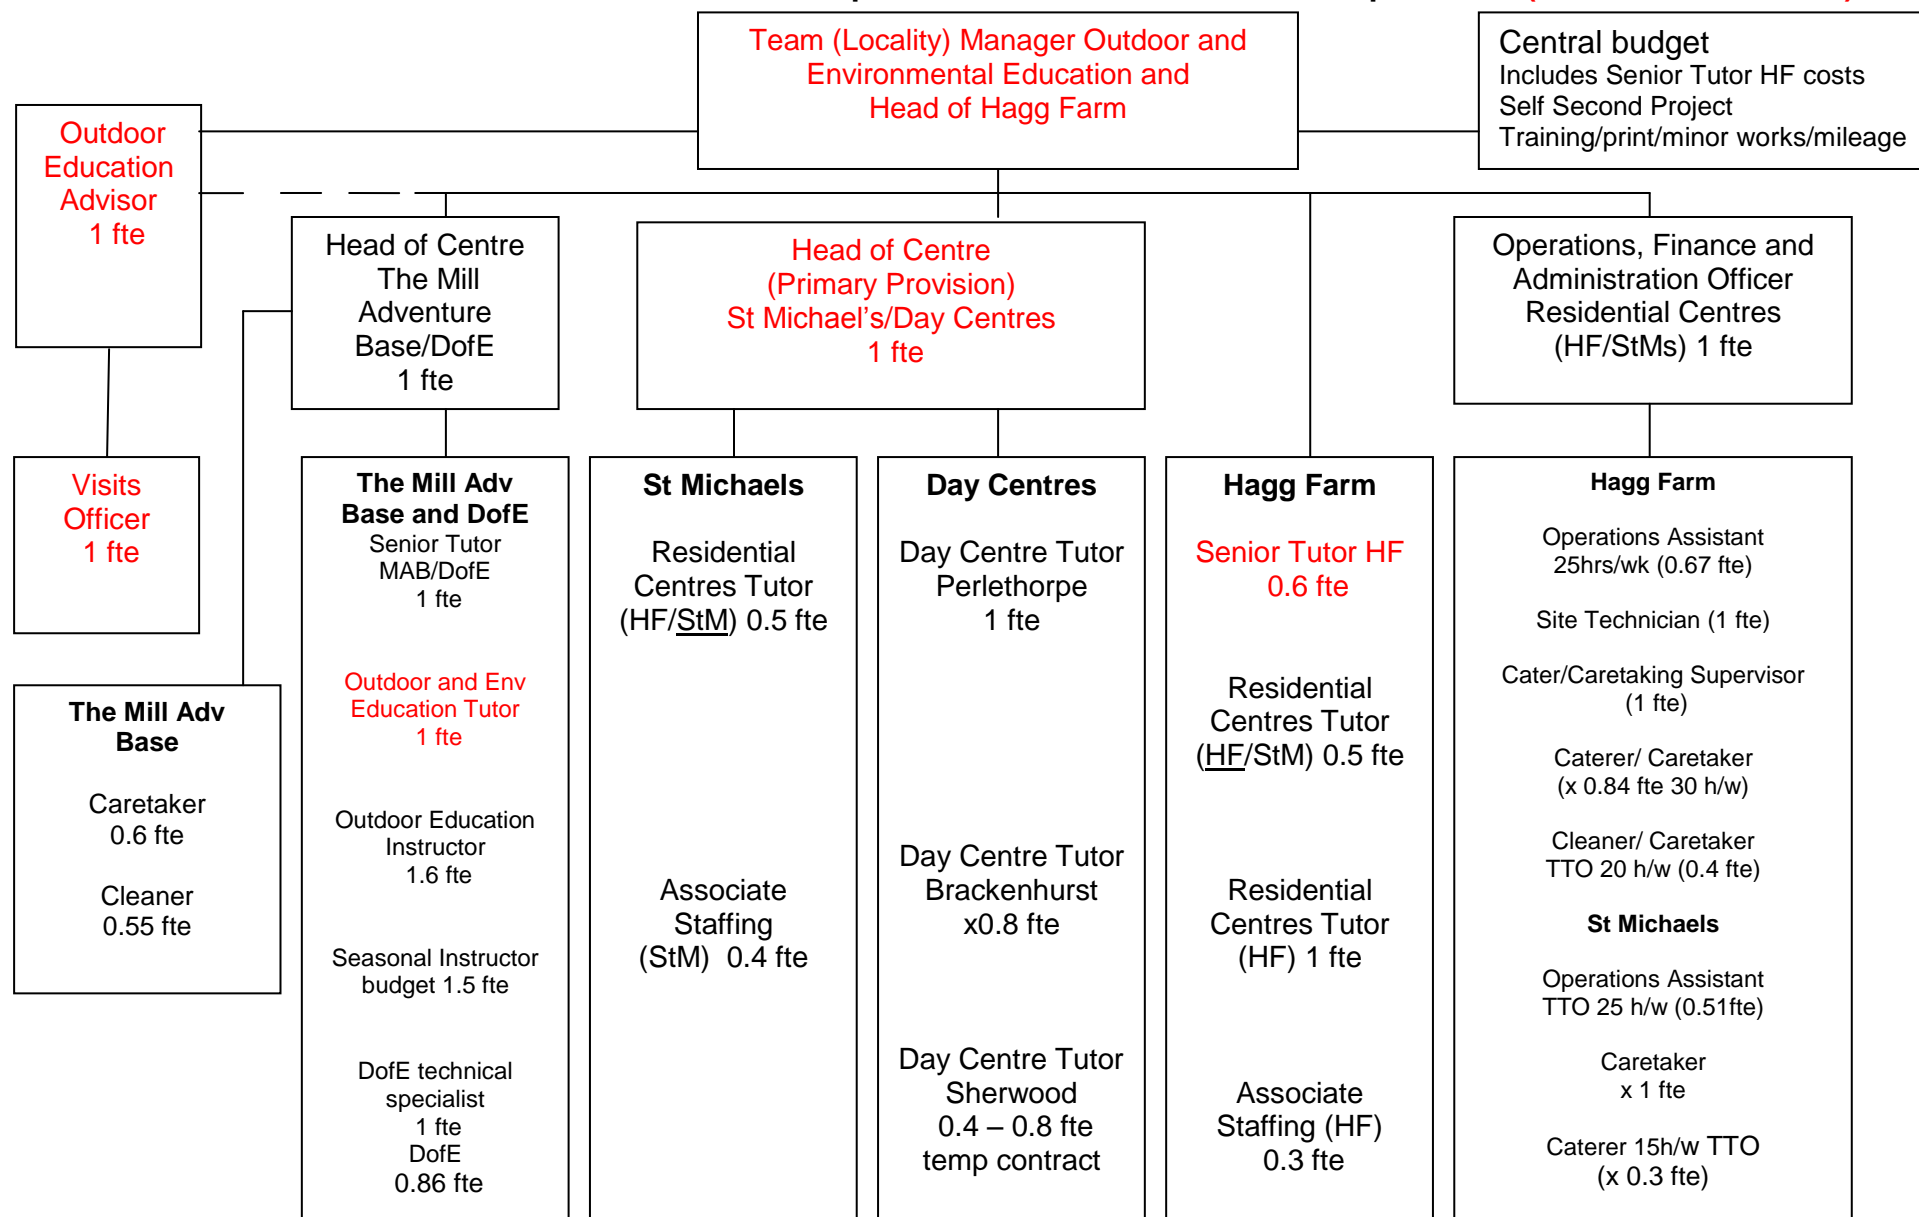 Team (Locality) Manager Outdoor and
Environmental Education and
Head of Hagg Farm
Central budget
Includes Senior Tutor HF costs
Self Second Project
Training/print/minor works/mileage
Outdoor
Education
Advisor
1 fte
Head of Centre
The Mill
Adventure
Base/DofE
1 fte
Head of Centre
(Primary Provision)
St Michael's/Day Centres
1 fte
Operations, Finance and
Administration Officer
Residential Centres
(HF/StMs) 1 fte
Visits
Officer
1 fte
The Mill Adv
Base
Caretaker
0.6 fte
Cleaner
0.55 fte
The Mill Adv
Base and DofE
Senior Tutor
MAB/DofE
1 fte
Outdoor and Env
Education Tutor
1 fte
Outdoor Education
Instructor
1.6 fte
Seasonal Instructor
budget 1.5 fte
DofE technical
specialist
1 fte
DofE
0.86 fte
St Michaels
Residential
Centres Tutor
(HF/StM) 0.5 fte
Associate
Staffing
(StM) 0.4 fte
Day Centres
Day Centre Tutor
Perlethorpe
1 fte
Day Centre Tutor
Brackenhurst
x0.8 fte
Day Centre Tutor
Sherwood
0.4 – 0.8 fte
temp contract
Hagg Farm
Senior Tutor HF
0.6 fte
Residential
Centres Tutor
(HF/StM) 0.5 fte
Residential
Centres Tutor
(HF) 1 fte
Associate
Staffing (HF)
0.3 fte
Hagg Farm
Operations Assistant
25hrs/wk (0.67 fte)
Site Technician (1 fte)
Cater/Caretaking Supervisor
(1 fte)
Caterer/ Caretaker
(x 0.84 fte 30 h/w)
Cleaner/ Caretaker
TTO 20 h/w (0.4 fte)
St Michaels
Operations Assistant
TTO 25 h/w (0.51fte)
Caretaker
x 1 fte
Caterer 15h/w TTO
(x 0.3 fte)